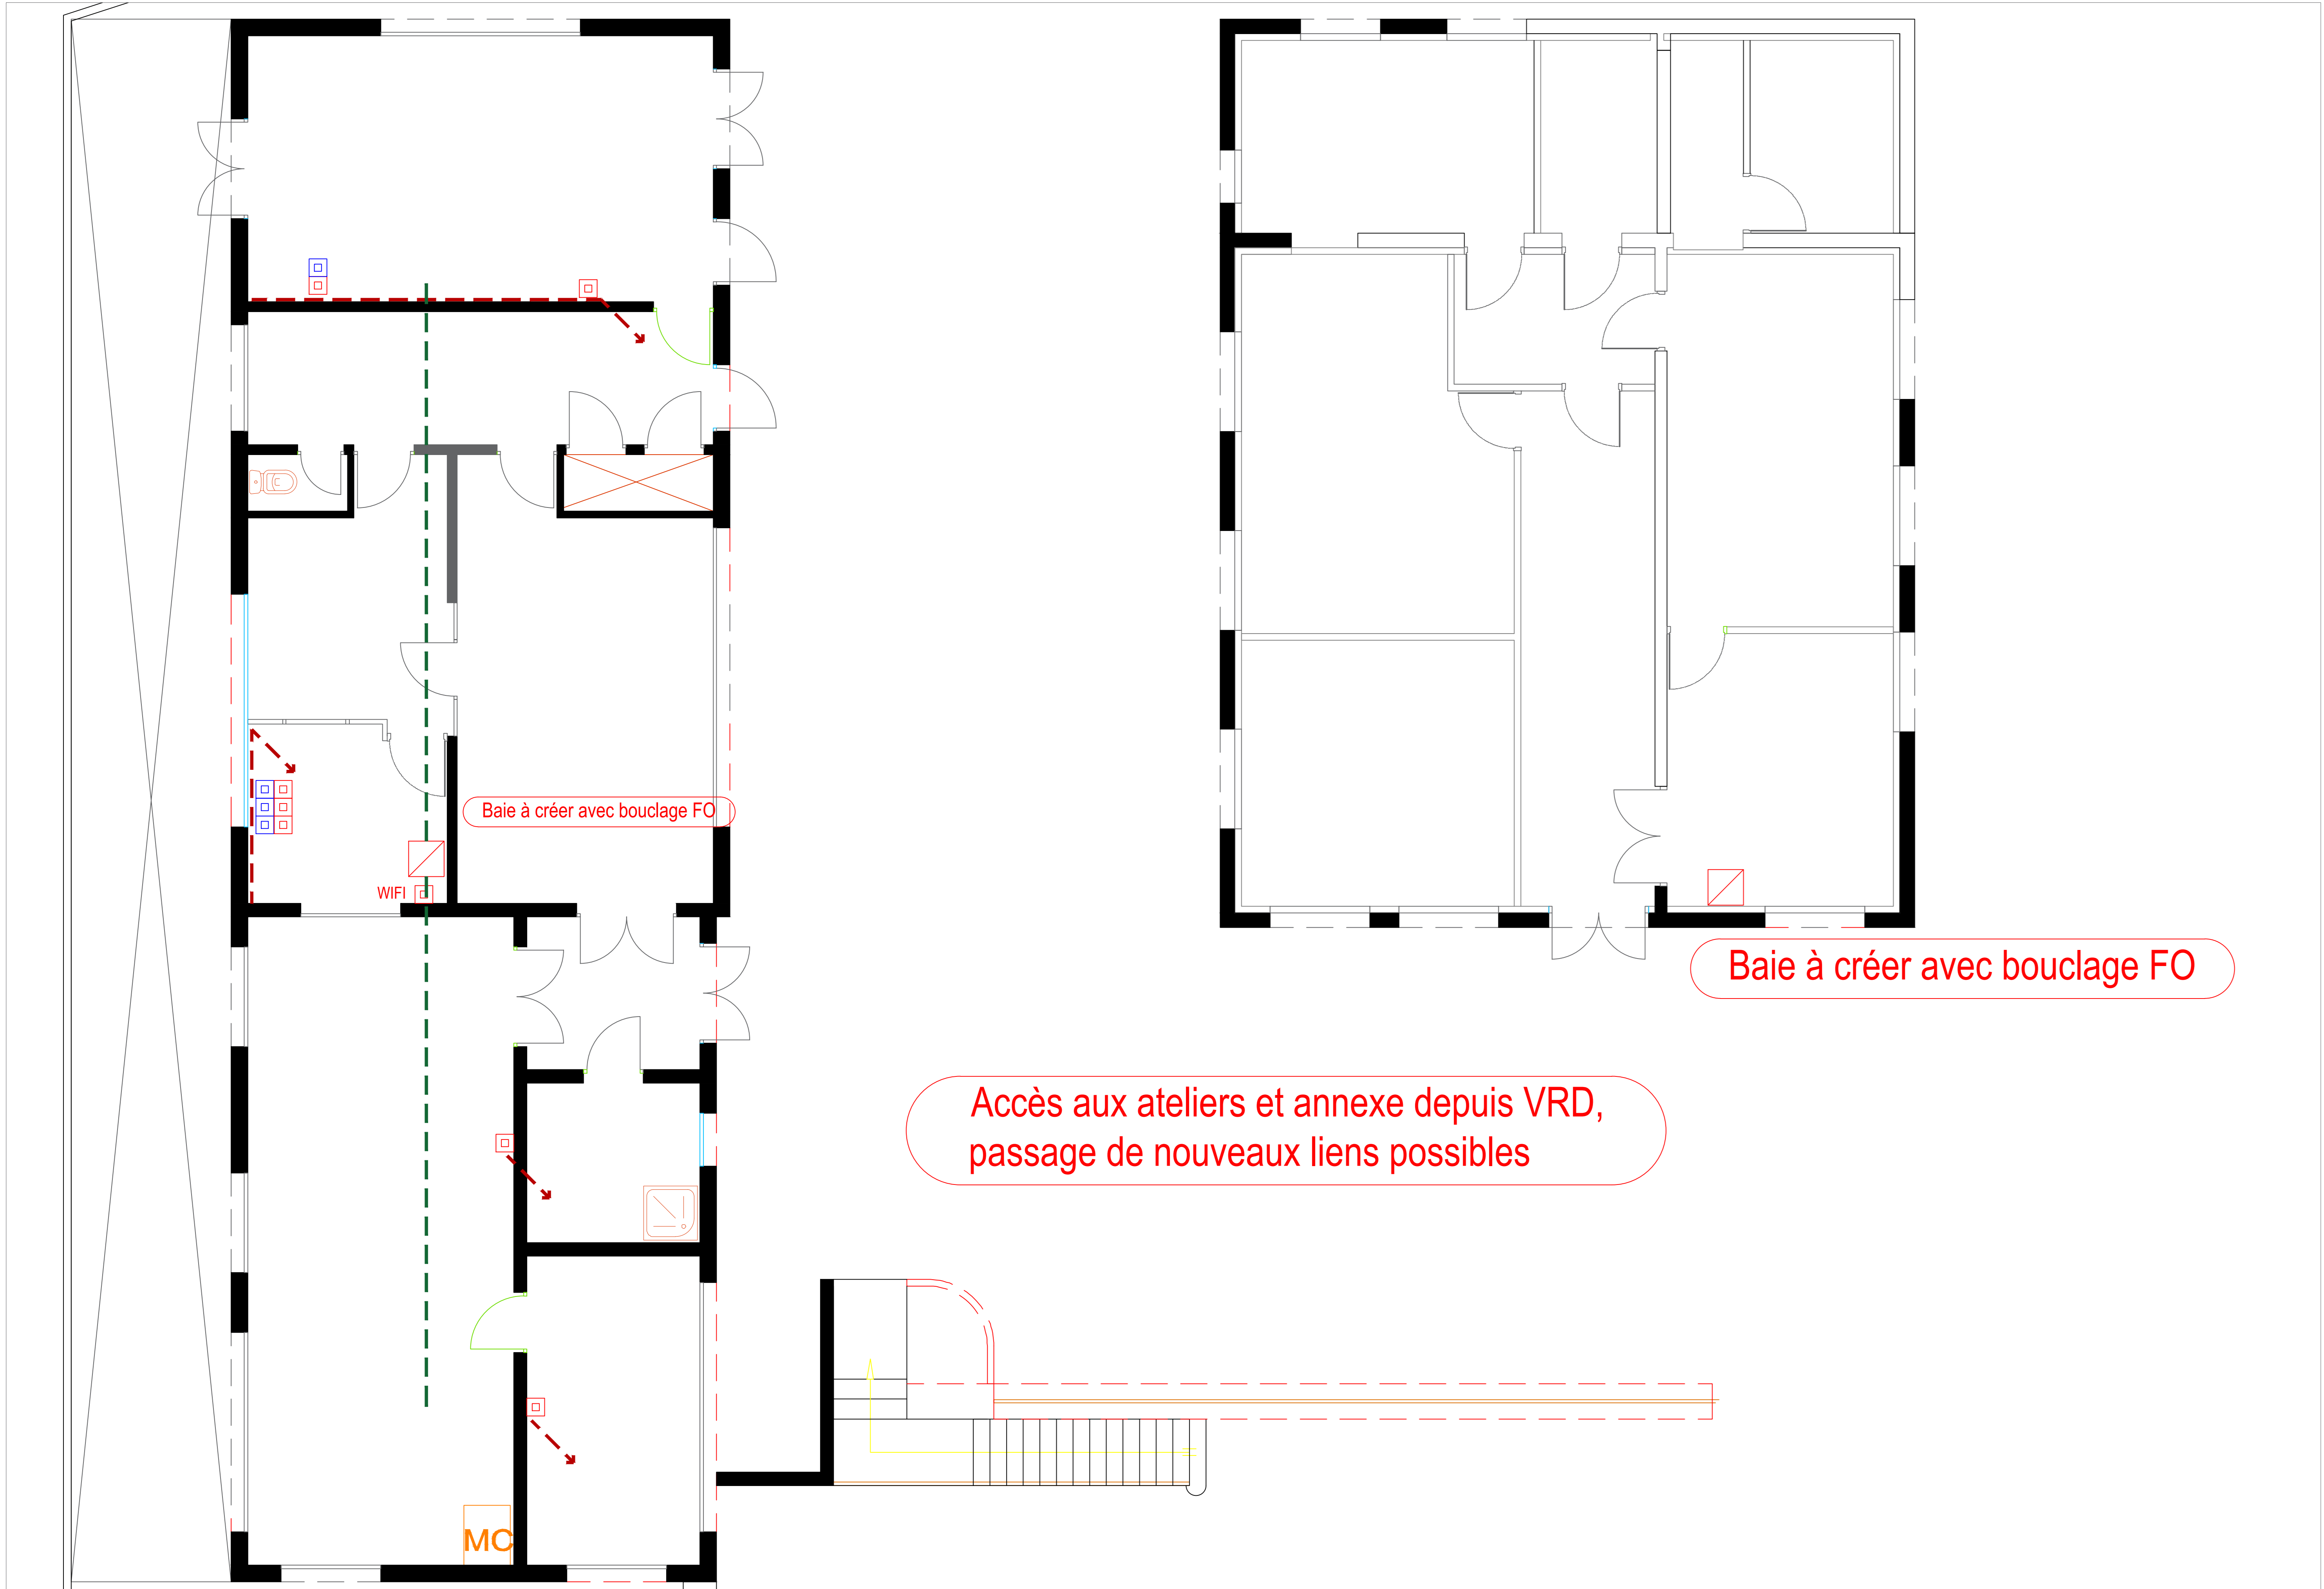 Baie à créer avec bouclage FO
WIFI
Baie à créer avec bouclage FO
Accès aux ateliers et annexe depuis VRD,
passage de nouveaux liens possibles
MC